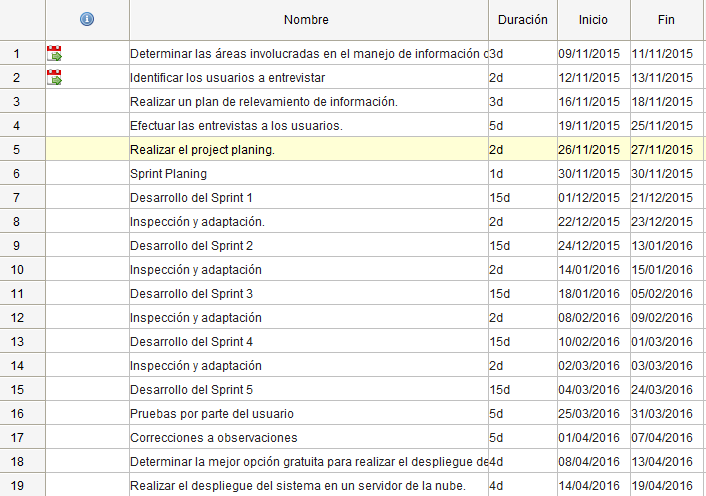 Nombre Duración Inicio Fin
1 Determinar las áreas involucradas en el manejo de información 3d 09/11/2015 11/11/2015
2 Identificar los usuarios a entrevistar 2d 12/11/2015 13/11/2015
3 Realizar un plan de relevamiento de información. 3d 16/11/2015 18/11/2015
4 Efectuar las entrevistas a los usuarios. 5d 19/11/2015 25/11/2015
5 Realizar el project planing. 2d 26/11/2015 27/11/2015
6 Sprint Planing 1d 30/11/2015 30/11/2015
7 Desarrollo del Sprint 1 15d 01/12/2015 21/12/2015
8 Inspección y adaptación. 2d 22/12/2015 23/12/2015
9 Desarrollo del Sprint 2 15d 24/12/2015 13/01/2016
10 Inspección y adaptación 2d 14/01/2016 15/01/2016
11 Desarrollo del Sprint 3 15d 18/01/2016 05/02/2016
12 Inspección y adaptación 2d 08/02/2016 09/02/2016
13 Desarrollo del Sprint 4 15d 10/02/2016 01/03/2016
14 Inspección y adaptación 2d 02/03/2016 03/03/2016
15 Desarrollo del Sprint 5 15d 04/03/2016 24/03/2016
16 Pruebas por parte del usuario 5d 25/03/2016 31/03/2016
17 Correcciones a observaciones 5d 01/04/2016 07/04/2016
18 Determinar la mejor opción gratuita para realizar el despliegue de 4d 08/04/2016 13/04/2016
19 Realizar el despliegue del sistema en un servidor de la nube. 4d 14/04/2016 19/04/2016